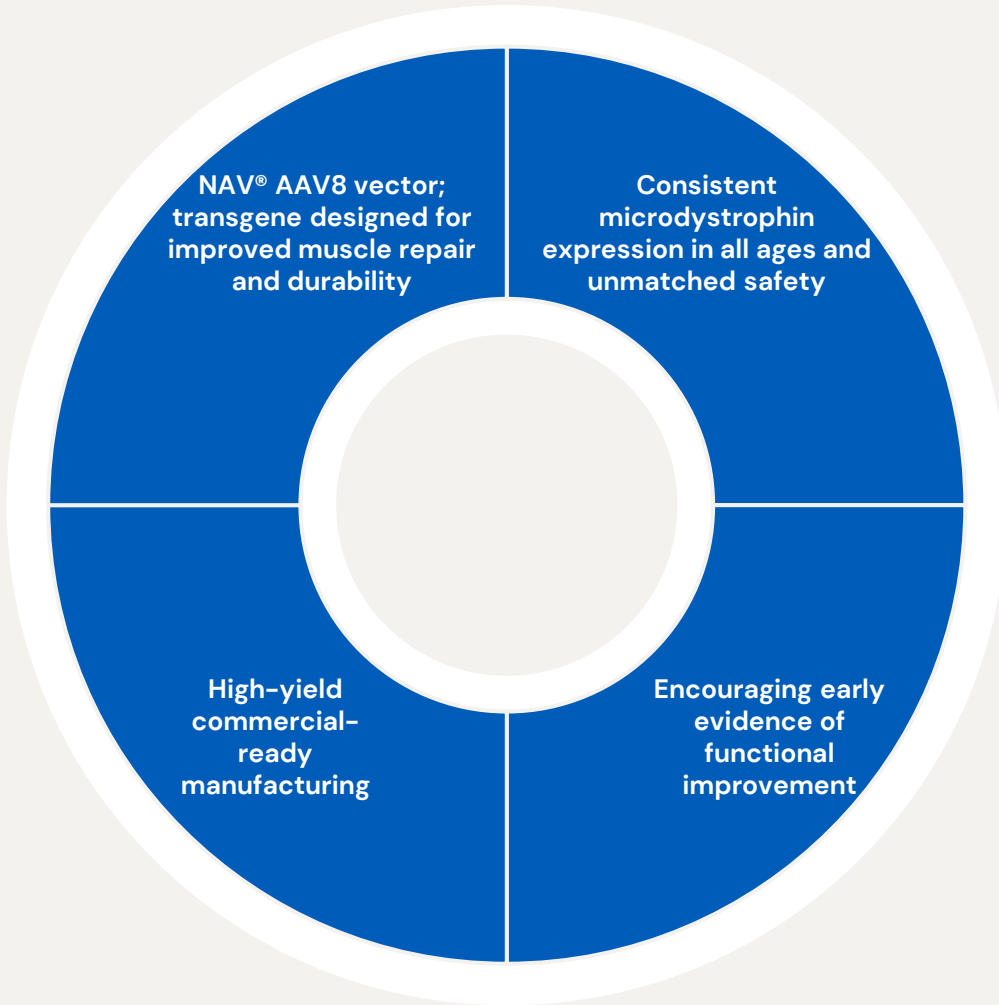 NAV® AAV8 vector;
transgene designed for
improved muscle repair
and durability
Consistent
microdystrophin
expression in all ages and
unmatched safety
High-yield
commercial-
ready
manufacturing
Encouraging early
evidence of
functional
improvement